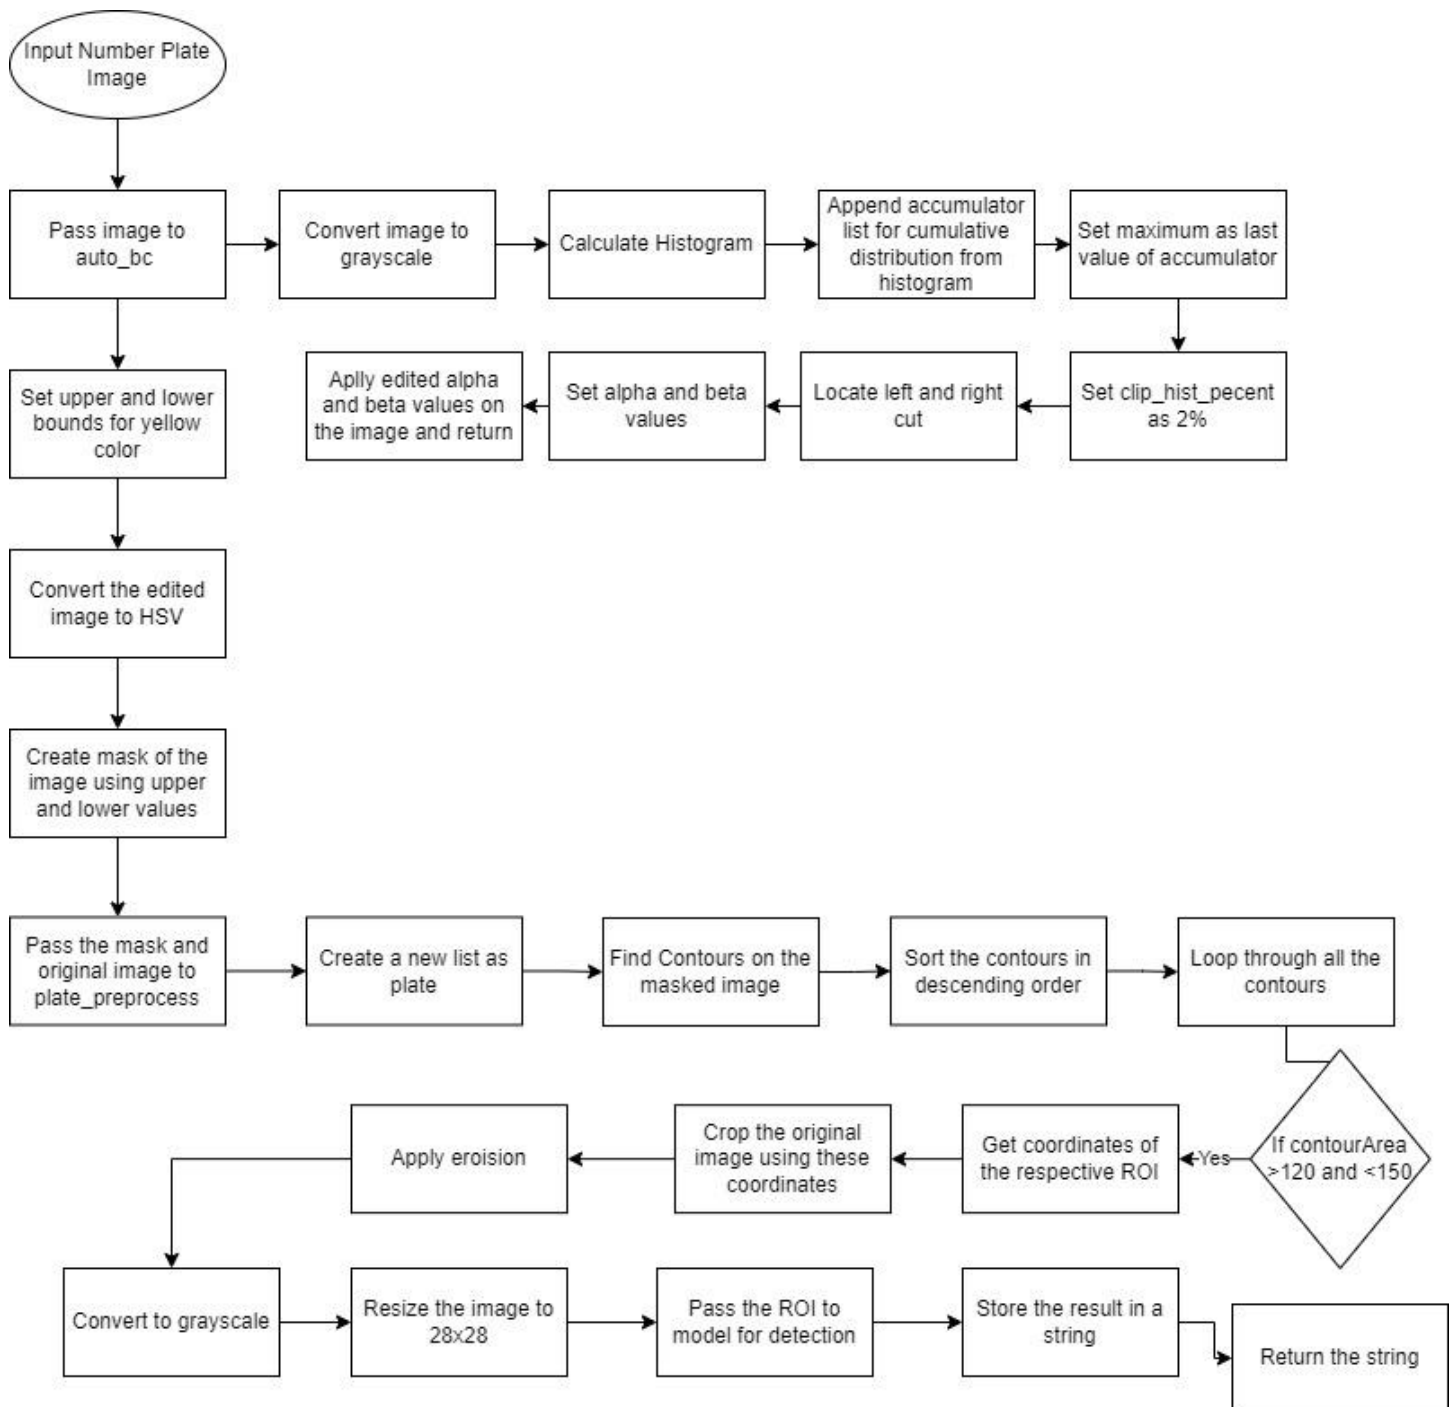 Input Number Plate
Image
Pass image to
auto_bc
Convert image to
grayscale
Calculate Histogram
Append accumulator
list for cumulative
distribution from
histogram
Set maximum as last
value of accumulator
Set clip_hist_pecent
as 2%
Locate left and right
cut
Set alpha and beta
values
Aplly edited alpha
and beta values on
the image and return
Set upper and lower
bounds for yellow
color
Convert the edited
image to HSV
Create mask of the
image using upper
and lower values
Pass the mask and
original image to
plate_preprocess
Create a new list as
plate
Find Contours on the
masked image
Sort the contours in
descending order
Loop through all the
contours
If contourArea
>120 and <150
Yes
Get coordinates of
the respective ROI
Crop the original
image using these
coordinates
Apply eroision
Convert to grayscale
Resize the image to
28x28
Pass the ROI to
model for detection
Store the result in a
string
Return the string